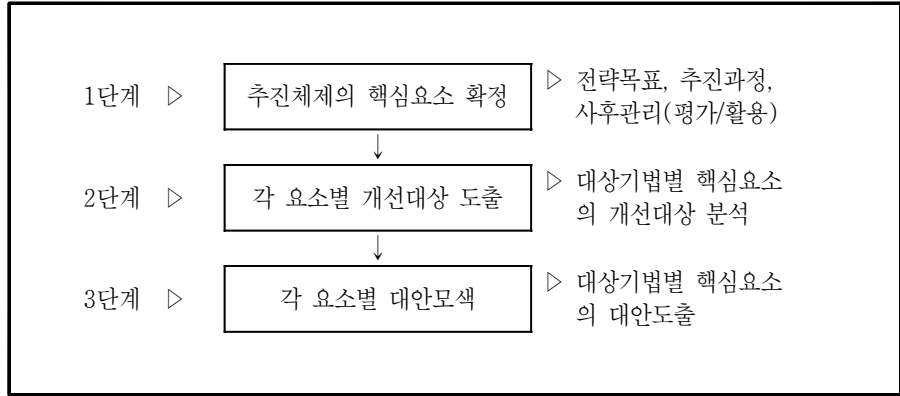 1단계 ▷ 추진체제의 핵심요소 확정 ▷ 전략목표, 추진과정,
사후관리(평가/활용)
↓
2단계 ▷ 각 요소별 개선대상 도출 ▷ 대상기법별 핵심요소
의 개선대상 분석
↓
3단계 ▷ 각 요소별 대안모색 ▷ 대상기법별 핵심요소
의 대안도출